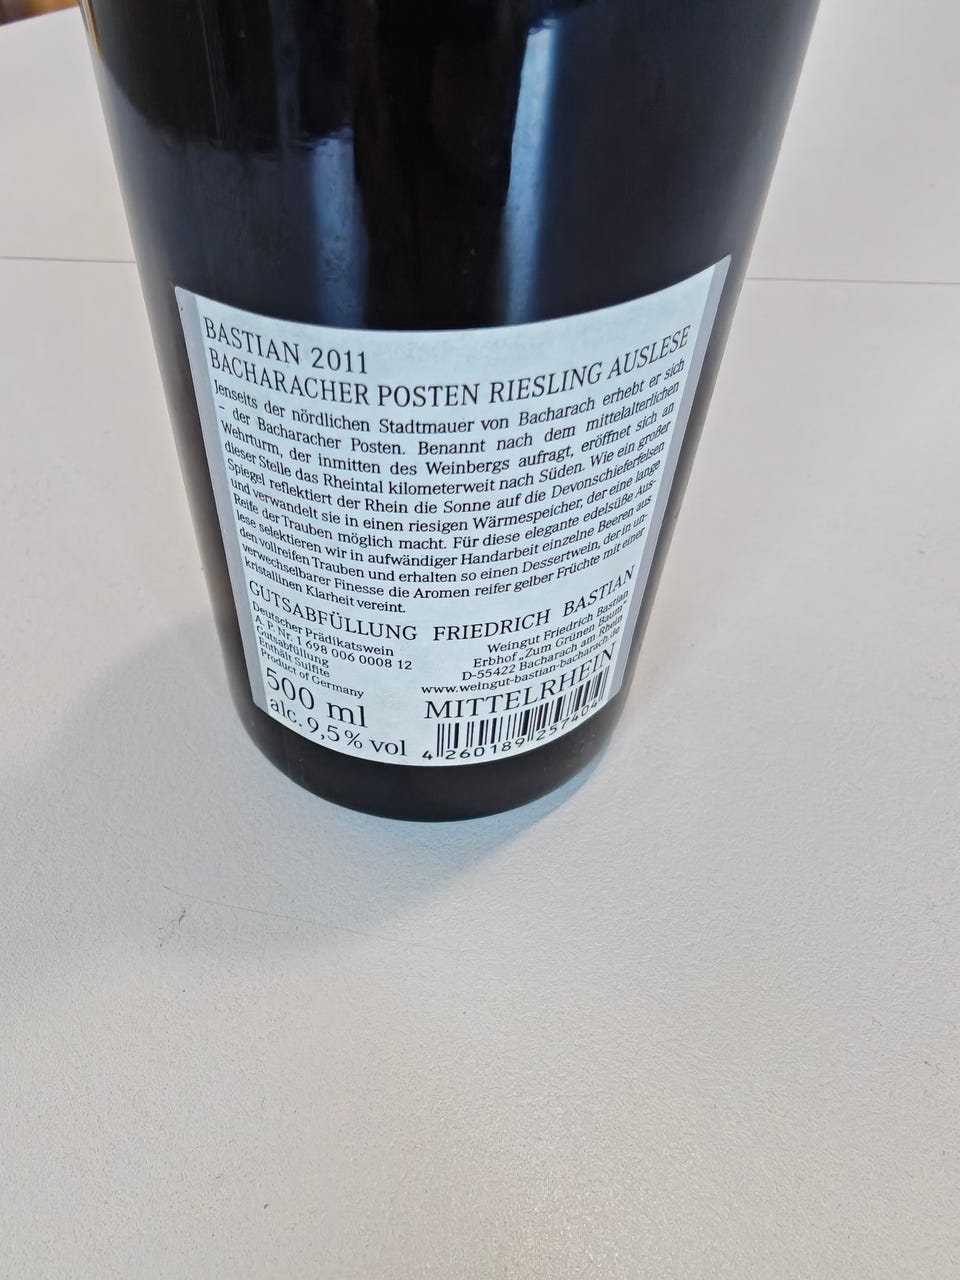 BASTIAN 2011
BACHARACHER POSTEN RIESLING AUSLESE
Jenseits der nördlichen Stadtmauer von Bacharach erhebt er sich
– der Bacharacher Posten. Benannt nach dem mittelalterlichen
Wehrturm, der inmitten des Weinbergs aufragt, eröffnet sich an
dieser Stelle das Rheintal kilometerweit nach Süden. Wie ein großer
Spiegel reflektiert der Rhein die Sonne auf die Devonschieferfelsen
und verwandelt sie in einen riesigen Wärmespeicher, der eine lange
Reife der Trauben möglich macht. Für diese elegante edelsüße Aus-
lese selektieren wir in aufwändiger Handarbeit einzelne Beeren aus
den vollreifen Trauben und erhalten so einen Dessertwein, der in un-
verwechselbarer Finesse die Aromen reifer gelber Früchte mit einer
kristallinen Klarheit vereint.
GUTSABFÜLLUNG FRIEDRICH BASTIAN
Deutscher Prädikatswein
A. P. Nr. 1 698 006 0008 12
Gutsabfüllung
Enthält Sulfite
Product of Germany
500 ml
alc. 9,5% vol
Weingut Friedrich Bastian
Erbhof „Zum Grünen Baum"
D-55422 Bacharach am Rhein
www.weingut-bastian-bacharach.de
MITTELRHEIN
4 260189 257404